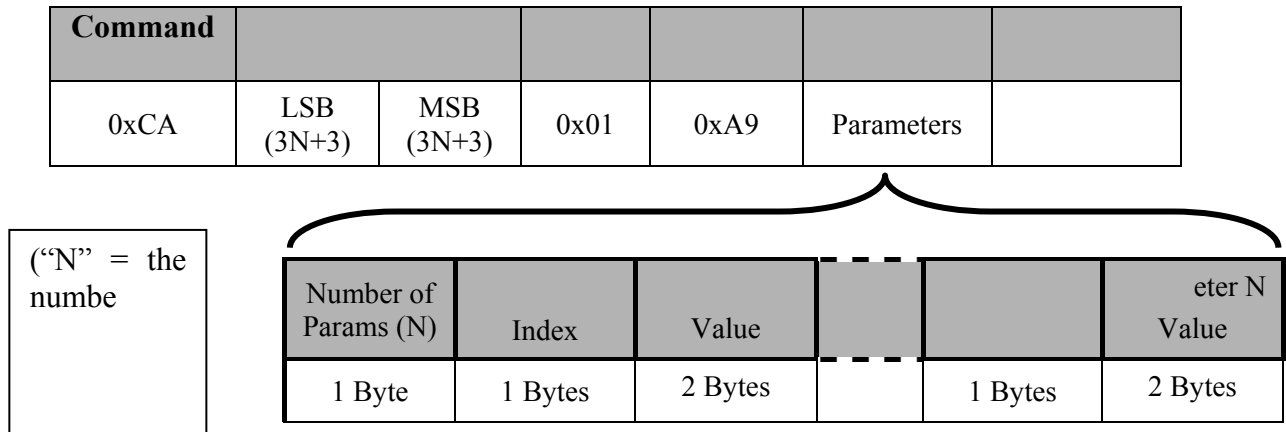 Command
0xCA LSB MSB 0x01 0xA9 Parameters
(3N+3) (3N+3)
("N" = the
numbe
Number of eter N
Params (N) Index Value Value
1 Byte 1 Bytes 2 Bytes 1 Bytes 2 Bytes